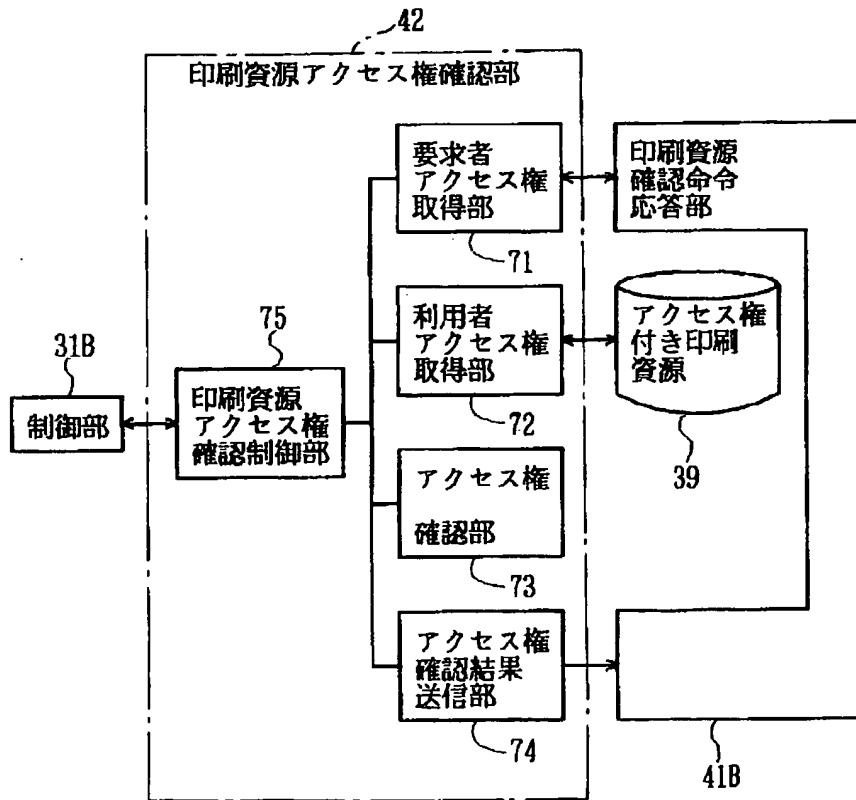 42
印刷資源アクセス権確認部
要求者
アクセス権
取得部
71
印刷資源
確認命令
応答部
利用者
アクセス権
取得部
72
アクセス権
付き印刷
資源
39
31B
制御部
75
印刷資源
アクセス権
確認制御部
アクセス権
確認部
73
アクセス権
確認結果
送信部
74
41B